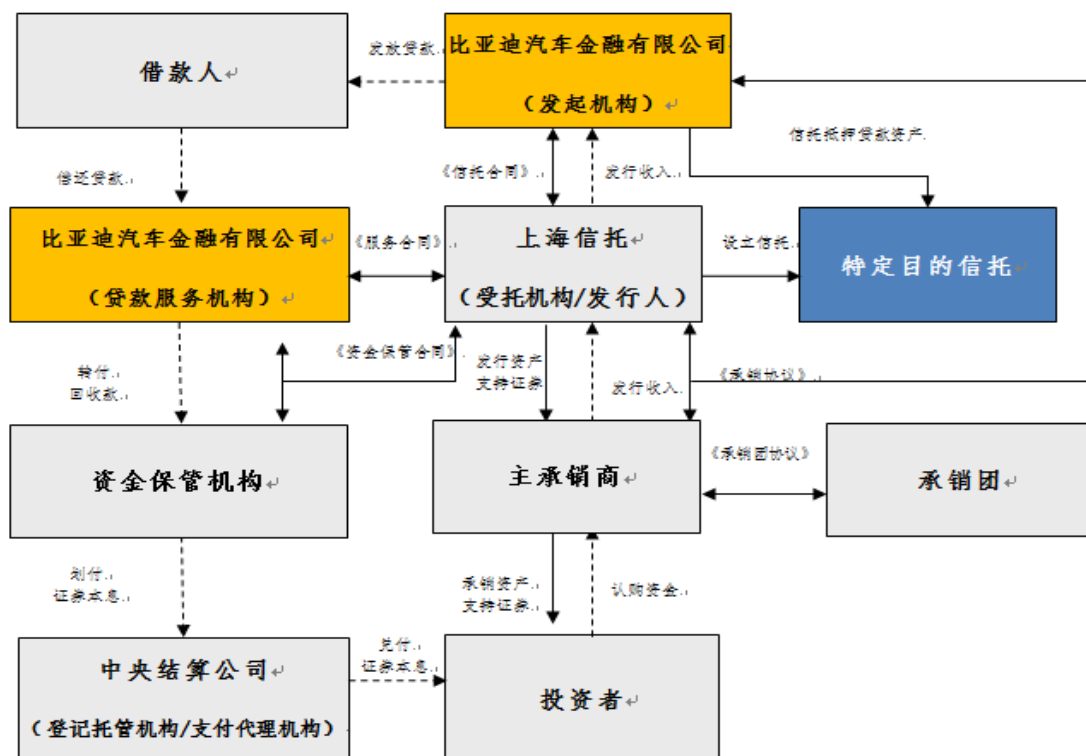 借款人
发放贷款
比亚迪汽车金融有限公司
（发起机构）
偿还贷款
《信托合同》
发行收入
信托抵押贷款资产
比亚迪汽车金融有限公司
（贷款服务机构）
《服务合同》
上海信托
（受托机构/发行人）
设立信托
特定目的信托
转付
回收款
《资金保管合同》
发行资产
支持证券
发行收入
《承销协议》
资金保管机构
主承销商
《承销团协议》
承销团
划付
证券本息
承销资产
支持证券
认购资金
中央结算公司
（登记托管机构/支付代理机构）
兑付
证券本息
投资者